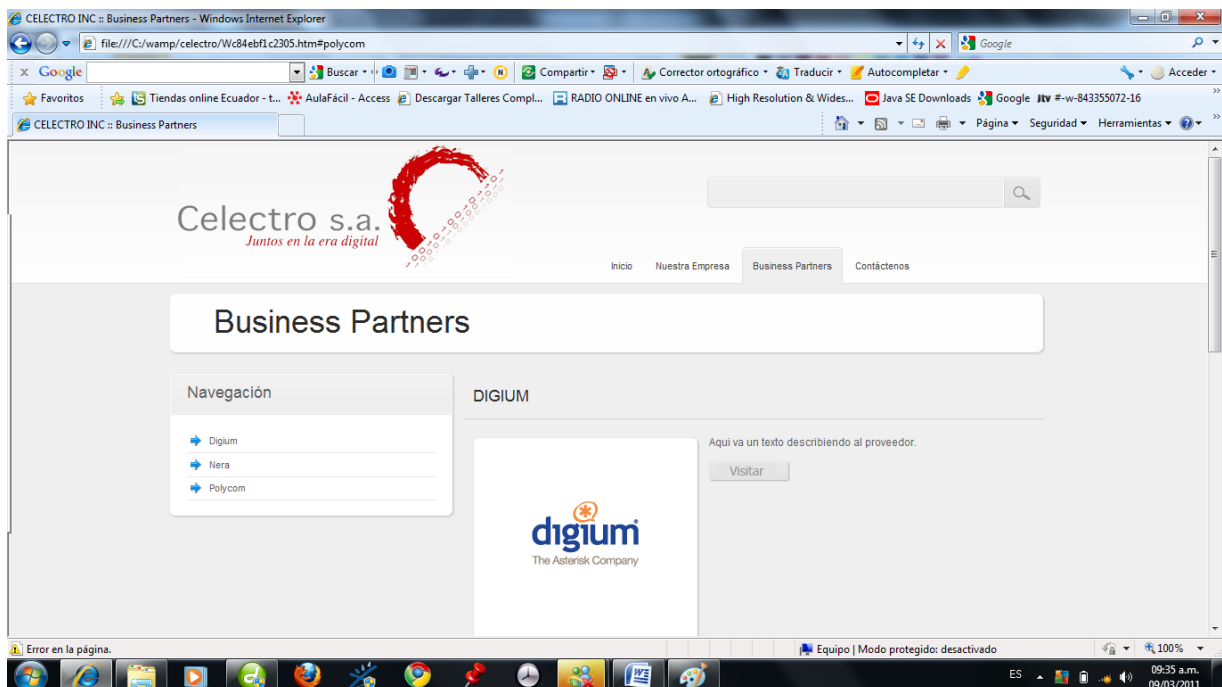 CELECTRO INC :: Business Partners - Windows Internet Explorer
file:///C:/wamp/celectro/Wc84ebf1c2305.htm#polycom
Google
x Google
Buscar
Compartir
Corrector ortográfico
Traducir
Autocompletar
Acceder
Favoritos
Tiendas online Ecuador - t...
AulaFácil - Access
Descargar Talleres Compl...
RADIO ONLINE en vivo A...
High Resolution & Wides...
Java SE Downloads
Google
#-w-843355072-16
CELECTRO INC :: Business Partners
Página
Seguridad
Herramientas
Celectro s.a.
Juntos en la era digital
Inicio
Nuestra Empresa
Business Partners
Contáctenos
Business Partners
Navegación
Digium
Nera
Polycom
DIGIUM
Aqui va un texto describiendo al proveedor.
Visitar
digium
The Asterisk Company
Error en la página.
Equipo | Modo protegido: desactivado
100%
ES
09:35 a.m.
09/03/2011